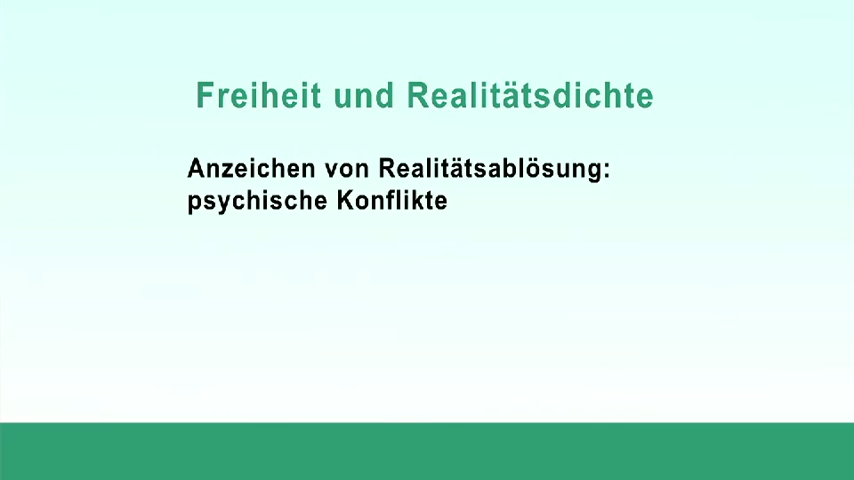 Freiheit und Realitätsdichte
Anzeichen von Realitätsablösung:
psychische Konflikte